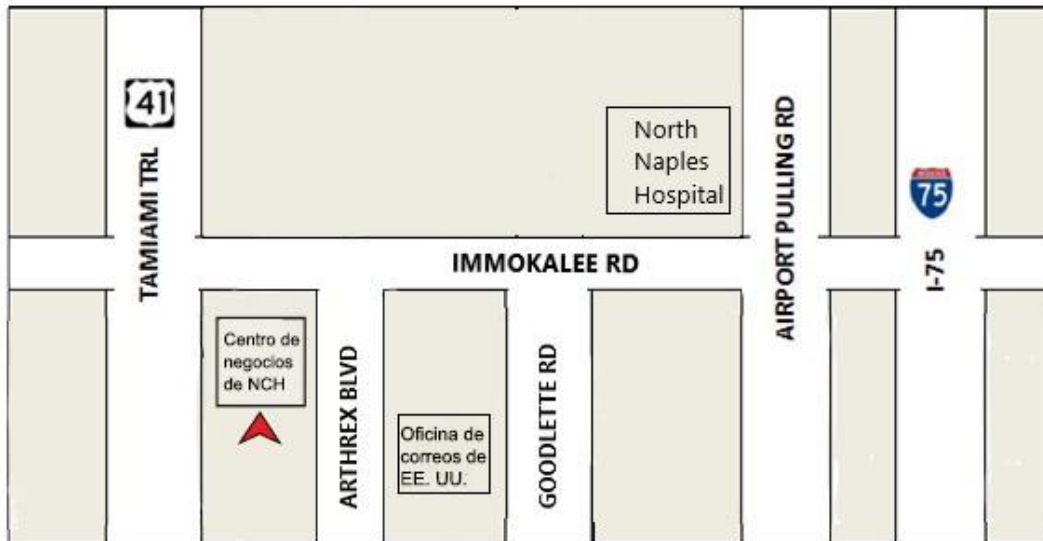 41
TAMIAMI TRL
North
Naples
Hospital
AIRPORT PULLING RD
75
I-75
IMMOKALEE RD
Centro de
negocios
de NCH
ARTHREX BLVD
Oficina de
correos de
EE. UU.
GOODLETTE RD